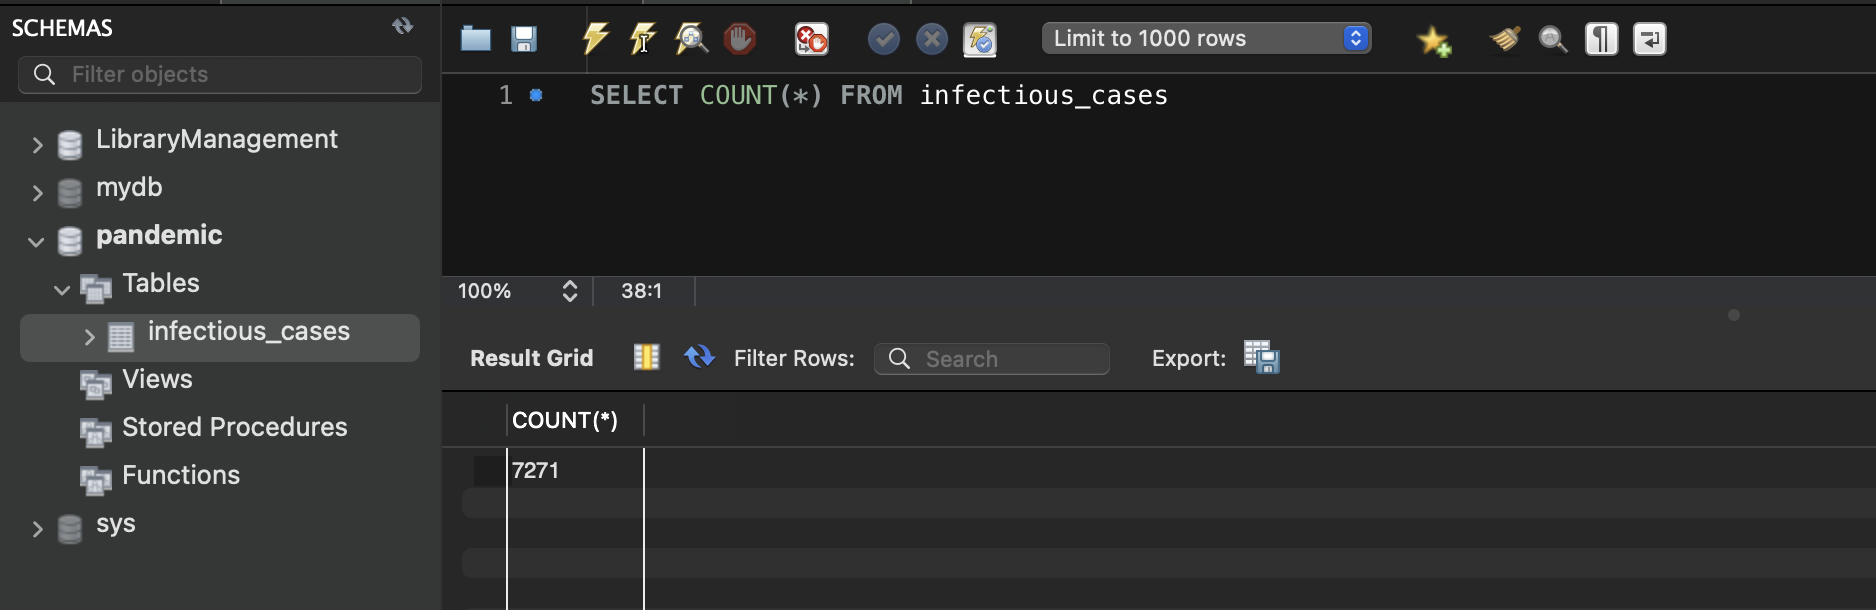 SCHEMAS
Filter objects
LibraryManagement
mydb
pandemic
Tables
infectious_cases
Views
Stored Procedures
Functions
sys
Limit to 1000 rows
1 SELECT COUNT(*) FROM infectious_cases
100% 38:1
Result Grid Filter Rows: Search Export:
COUNT(*)
7271